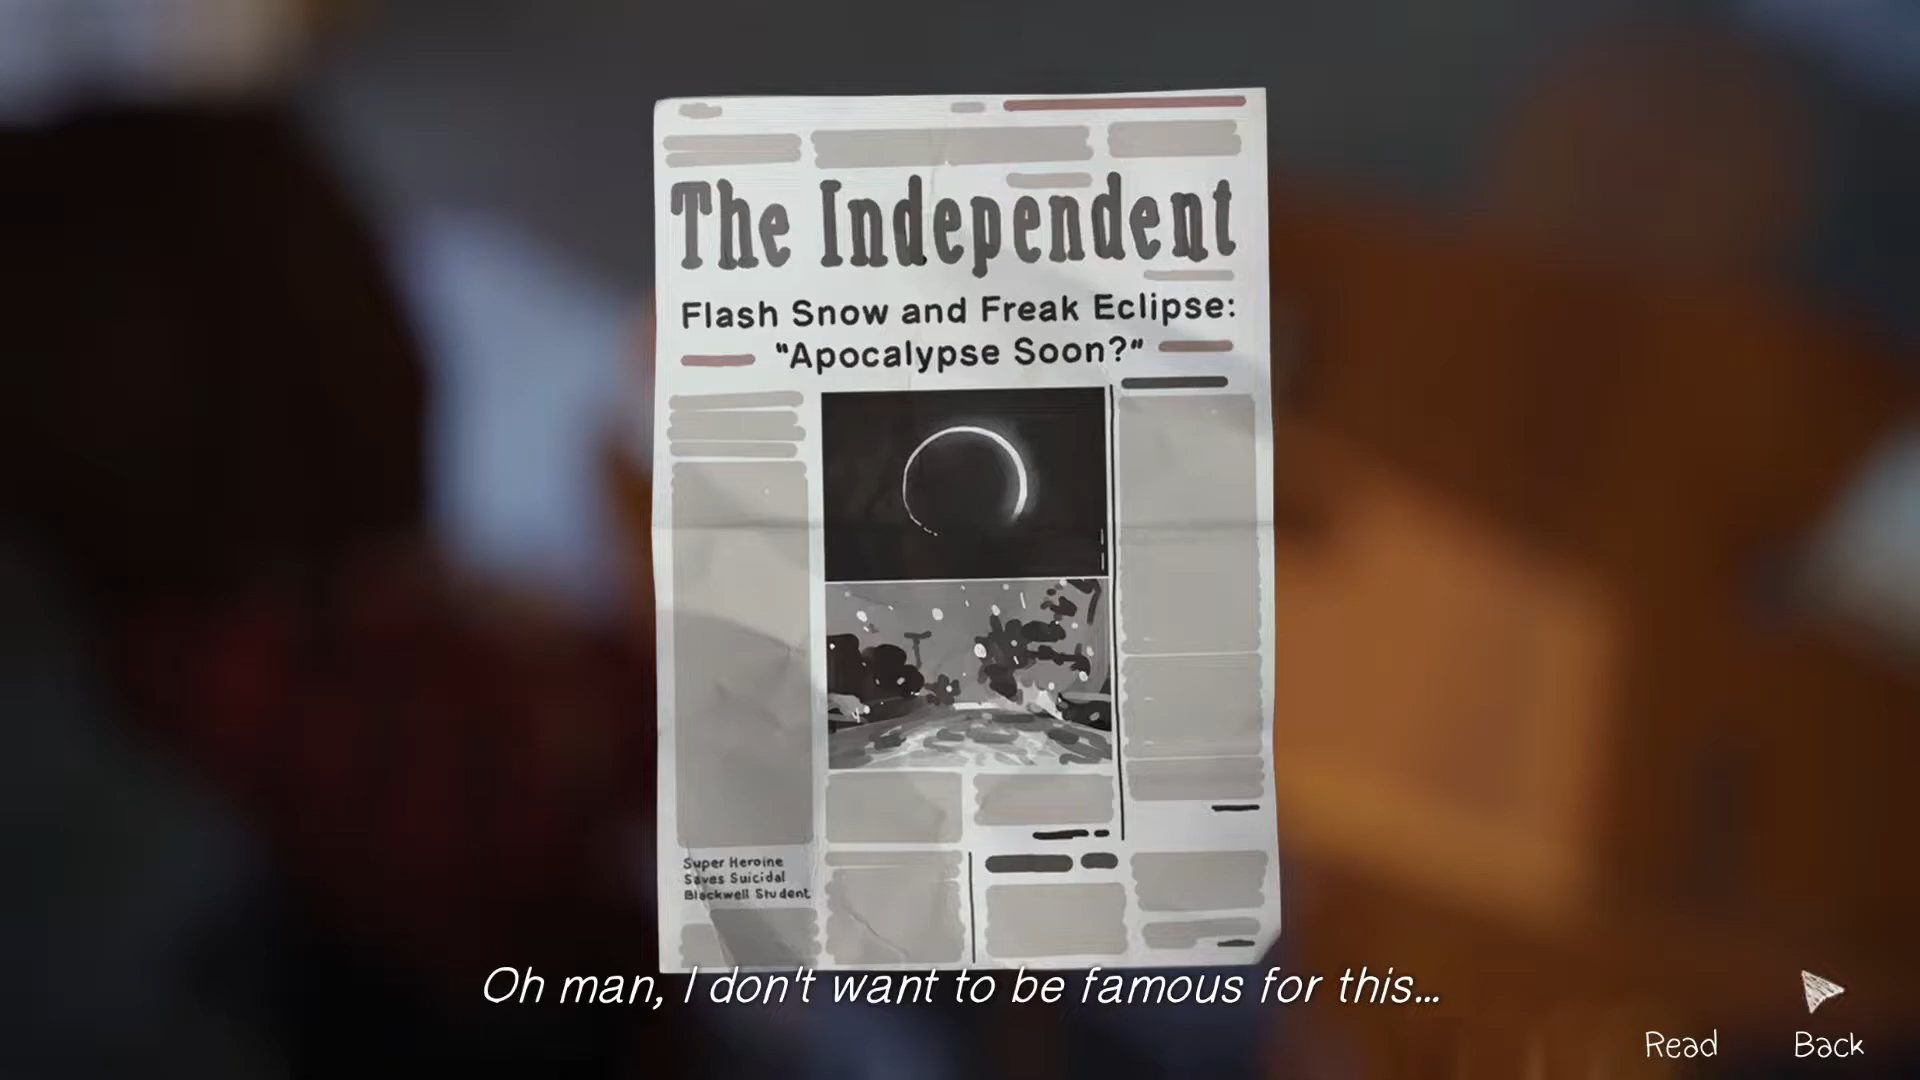 The Independent
Flash Snow and Freak Eclipse:
"Apocalypse Soon?"
Super Heroine
Saves Suicidal
Blackwell Student
Oh man, I don't want to be famous for this...
Read
Back